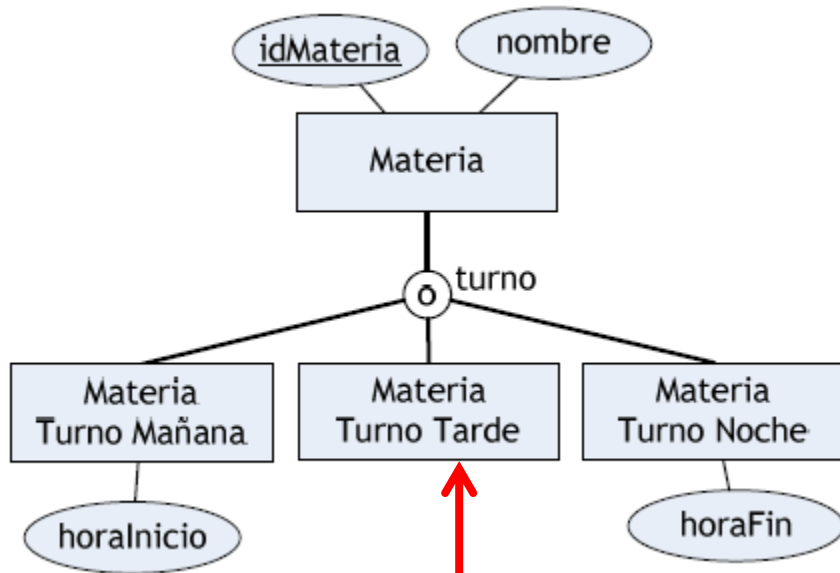 idMateria
nombre
Materia
o
turno
Materia
Turno Mañana
Materia
Turno Tarde
Materia
Turno Noche
horaInicio
horaFin